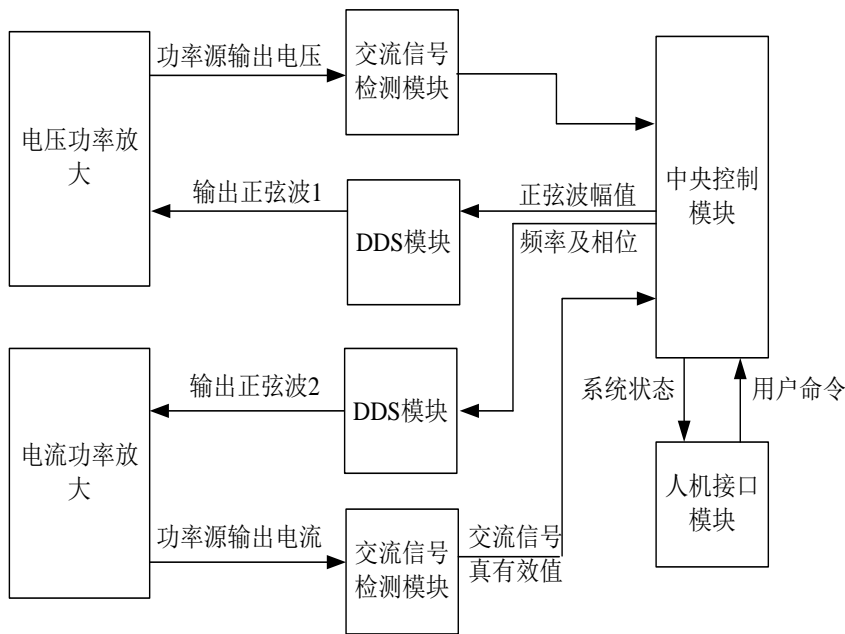 功率源输出电压
交流信号
检测模块
电压功率放
大
输出正弦波1
DDS模块
正弦波幅值
频率及相位
中央控制
模块
电流功率放
大
输出正弦波2
DDS模块
系统状态
用户命令
人机接口
模块
功率源输出电流
交流信号
检测模块
交流信号
真有效值